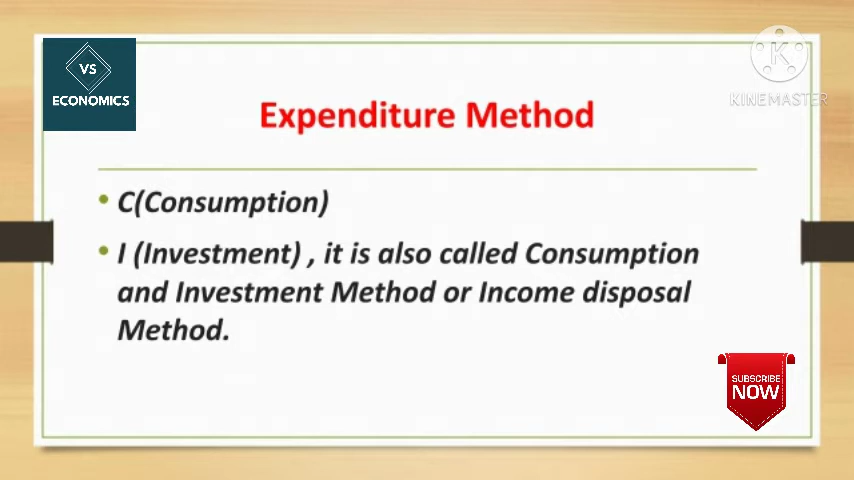 VS
ECONOMICS
KINEMASTER
Expenditure Method
• C(Consumption)
• I (Investment) , it is also called Consumption
and Investment Method or Income disposal
Method.
SUBSCRIBE
NOW